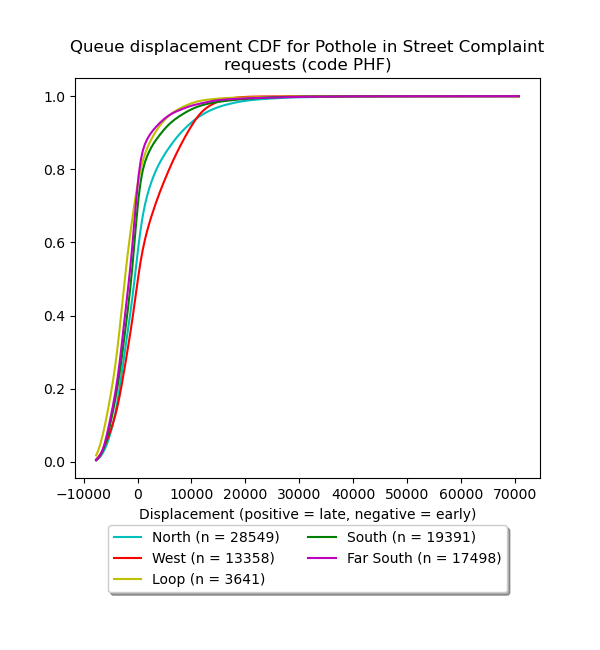 Queue displacement CDF for Pothole in Street Complaint
requests (code PHF)
1.0
0.8
0.6
0.4
0.2
0.0
−10000 0 10000 20000 30000 40000 50000 60000 70000
Displacement (positive = late, negative = early)
North (n = 28549) South (n = 19391)
West (n = 13358) Far South (n = 17498)
Loop (n = 3641)